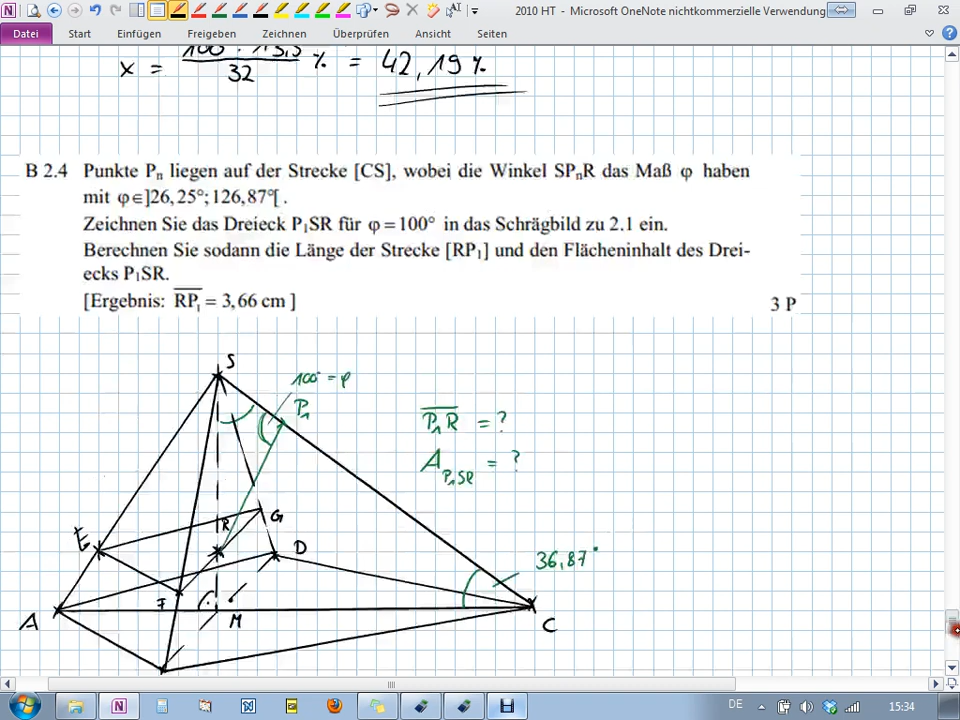 2010 HT - Microsoft OneNote nichtkommerzielle Verwendung
Datei Start Einfügen Freigeben Zeichnen Überprüfen Ansicht Seiten
x = 100 · 13,5 / 32 % = 42,19 %
B 2.4 Punkte Pn liegen auf der Strecke [CS], wobei die Winkel SPnR das Maß φ haben
mit φ∈]26,25°;126,87°[ .
Zeichnen Sie das Dreieck P1SR für φ = 100° in das Schrägbild zu 2.1 ein.
Berechnen Sie sodann die Länge der Strecke [RP1] und den Flächeninhalt des Drei-
ecks P1SR.
[Ergebnis: RP1 = 3,66 cm ] 3 P
S
100° = φ
P1
P1R = ?
A P1SR = ?
R G
E D
36,87°
F
A M C
DE 15:34